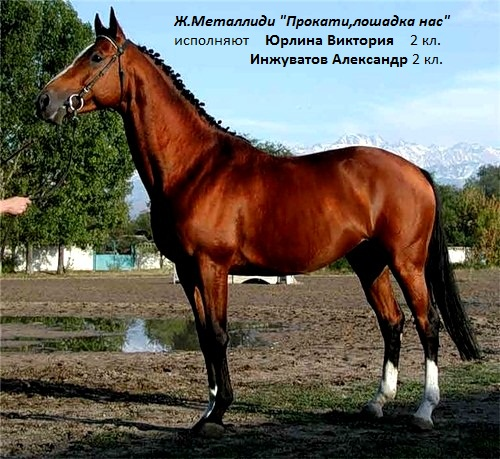 Ж.Металлиди "Прокати,лошадка нас"
исполняют Юрлина Виктория 2 кл.
Инжуватов Александр 2 кл.